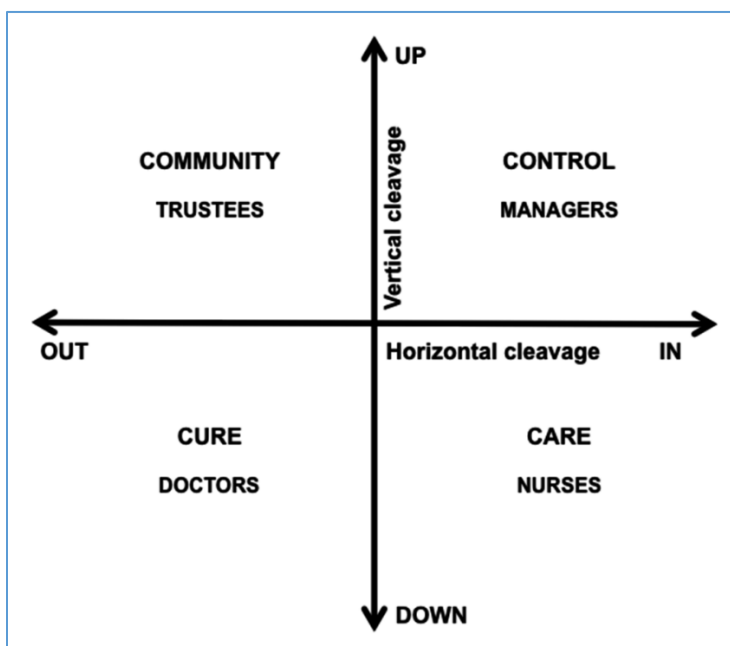 UP
COMMUNITY
CONTROL
TRUSTEES
MANAGERS
Vertical cleavage
OUT
Horizontal cleavage
IN
CURE
CARE
DOCTORS
NURSES
DOWN